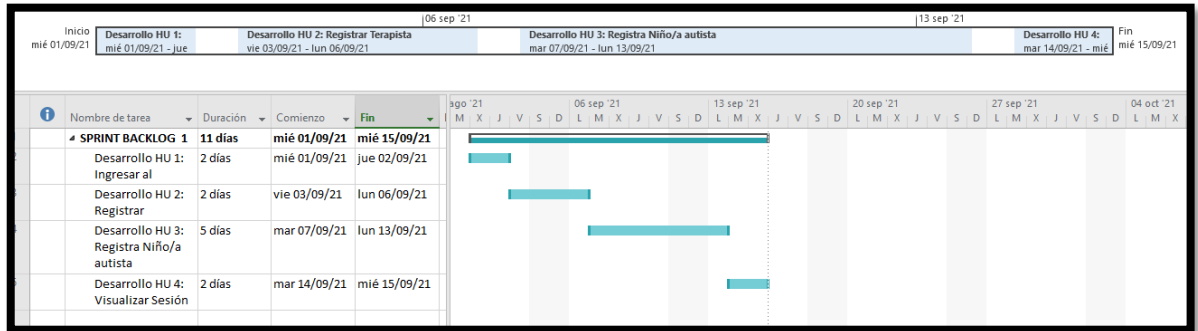 06 sep '21
13 sep '21
Inicio
mié 01/09/21
Desarrollo HU 1:
mié 01/09/21 - jue
Desarrollo HU 2: Registrar Terapista
vie 03/09/21 - lun 06/09/21
Desarrollo HU 3: Registra Niño/a autista
mar 07/09/21 - lun 13/09/21
Desarrollo HU 4:
mar 14/09/21 - mié
Fin
mié 15/09/21
Nombre de tarea Duración Comienzo Fin
ago '21 06 sep '21 13 sep '21 20 sep '21 27 sep '21 04 oct '21
M X J V S D L M X J V S D L M X J V S D L M X J V S D L M X J V S D L M X
SPRINT BACKLOG 1 11 días mié 01/09/21 mié 15/09/21
Desarrollo HU 1: 2 días mié 01/09/21 jue 02/09/21
Ingresar al
Desarrollo HU 2: 2 días vie 03/09/21 lun 06/09/21
Registrar
Desarrollo HU 3: 5 días mar 07/09/21 lun 13/09/21
Registra Niño/a
autista
Desarrollo HU 4: 2 días mar 14/09/21 mié 15/09/21
Visualizar Sesión